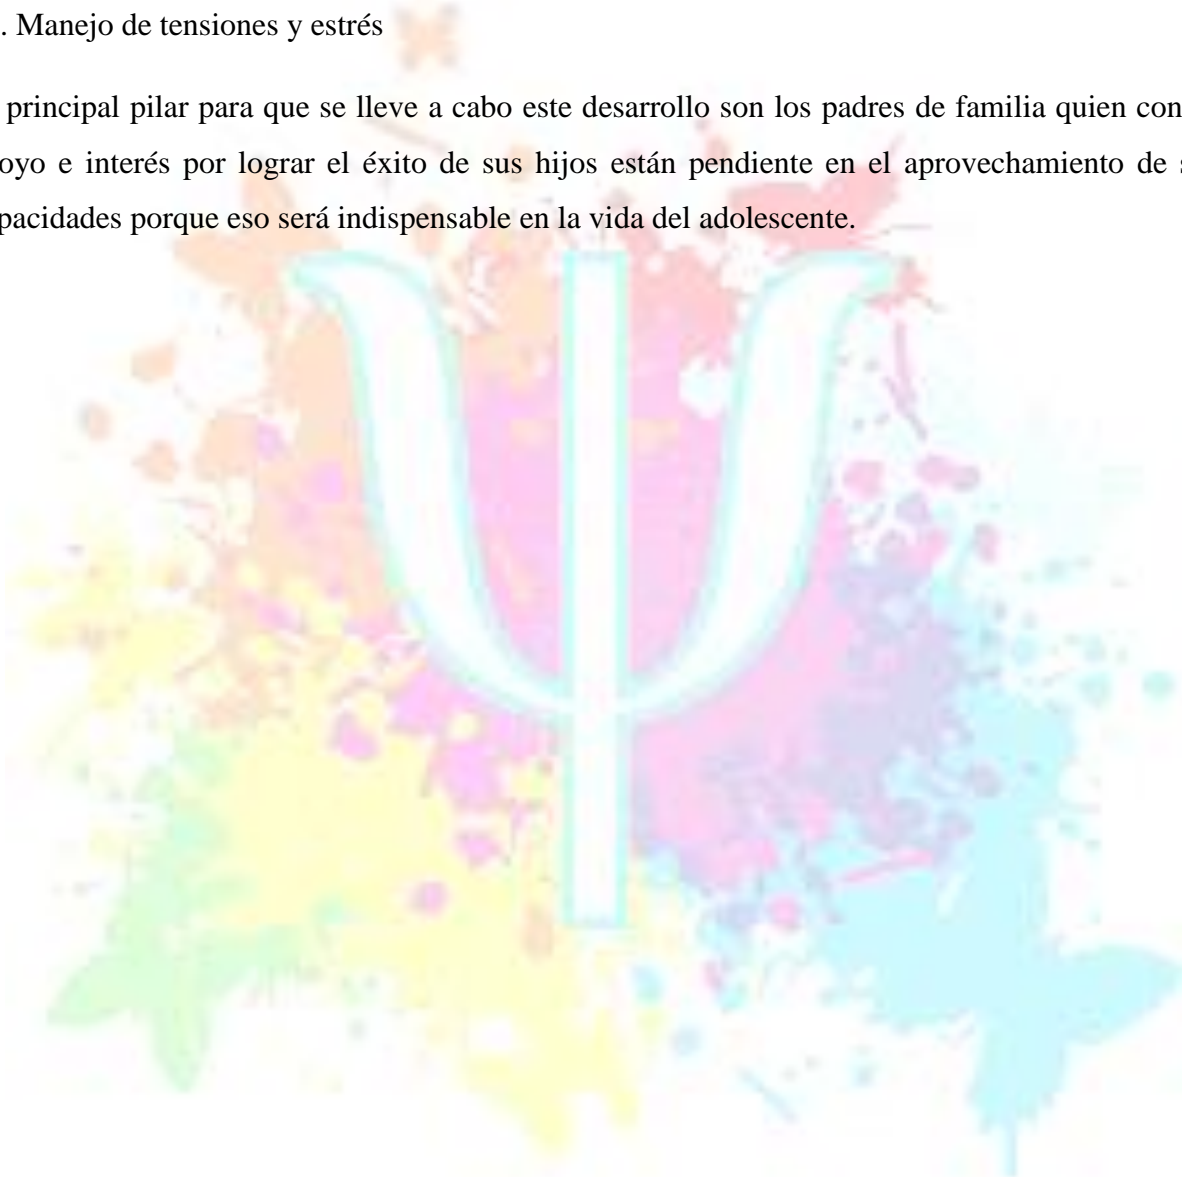 . Manejo de tensiones y estrés
principal pilar para que se lleve a cabo este desarrollo son los padres de familia quien con
oyo e interés por lograr el éxito de sus hijos están pendiente en el aprovechamiento de s
pacidades porque eso será indispensable en la vida del adolescente.